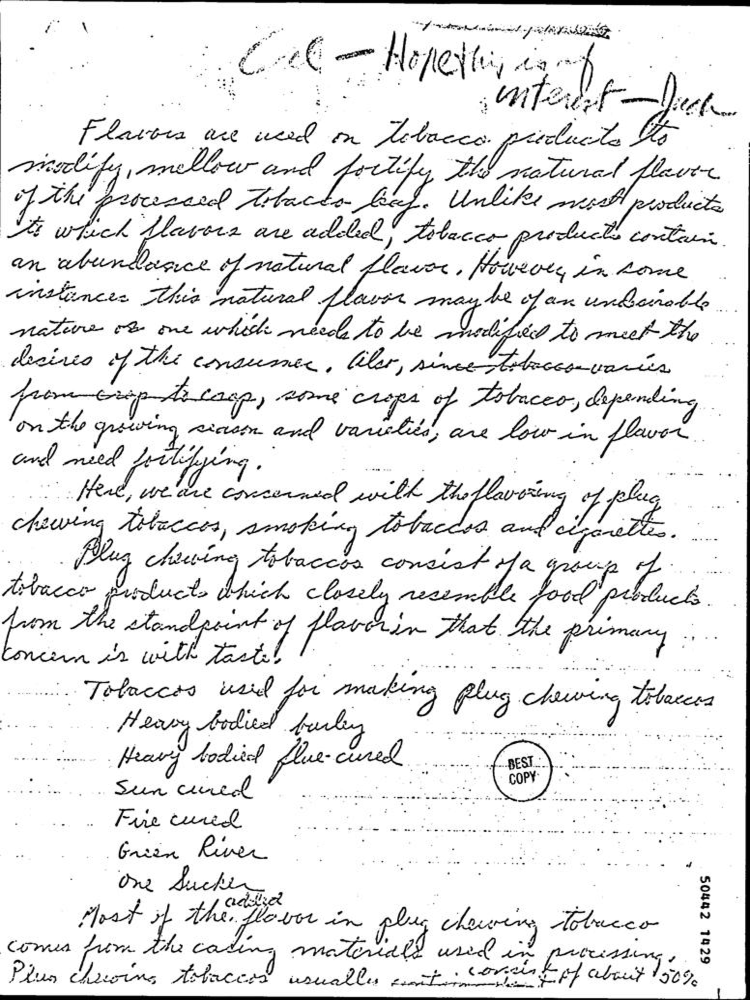 Cal — Hope this is of
interest — Jack
Flavors are used on tobacco products to
modify, mellow and fortify the natural flavor
of the processed tobacco leaf. Unlike most products
to which flavors are added, tobacco products contain
an abundance of natural flavor. However, in some
instances this natural flavor may be of an undesirable
nature or one which needs to be modified to meet the
desires of the consumer. Also, since tobacco varies
from crop to crop, some crops of tobacco, depending
on the growing season and varieties, are low in flavor
and need fortifying.
Here, we are concerned with the flavoring of plug
chewing tobaccos, smoking tobaccos and cigarettes.
Plug chewing tobaccos consist of a group of
tobacco products which closely resemble food products
from the standpoint of flavor in that the primary
concern is with taste.
Tobaccos used for making plug chewing tobaccos
Heavy bodied burley
Heavy bodied flue-cured
BEST
COPY
Sun cured
Fire cured
Green River
One Sucker
added
Most of the flavor in plug chewing tobacco
comes from the casing materials used in processing.
Plug chewing tobaccos usually consist of about 50%
50442 1429